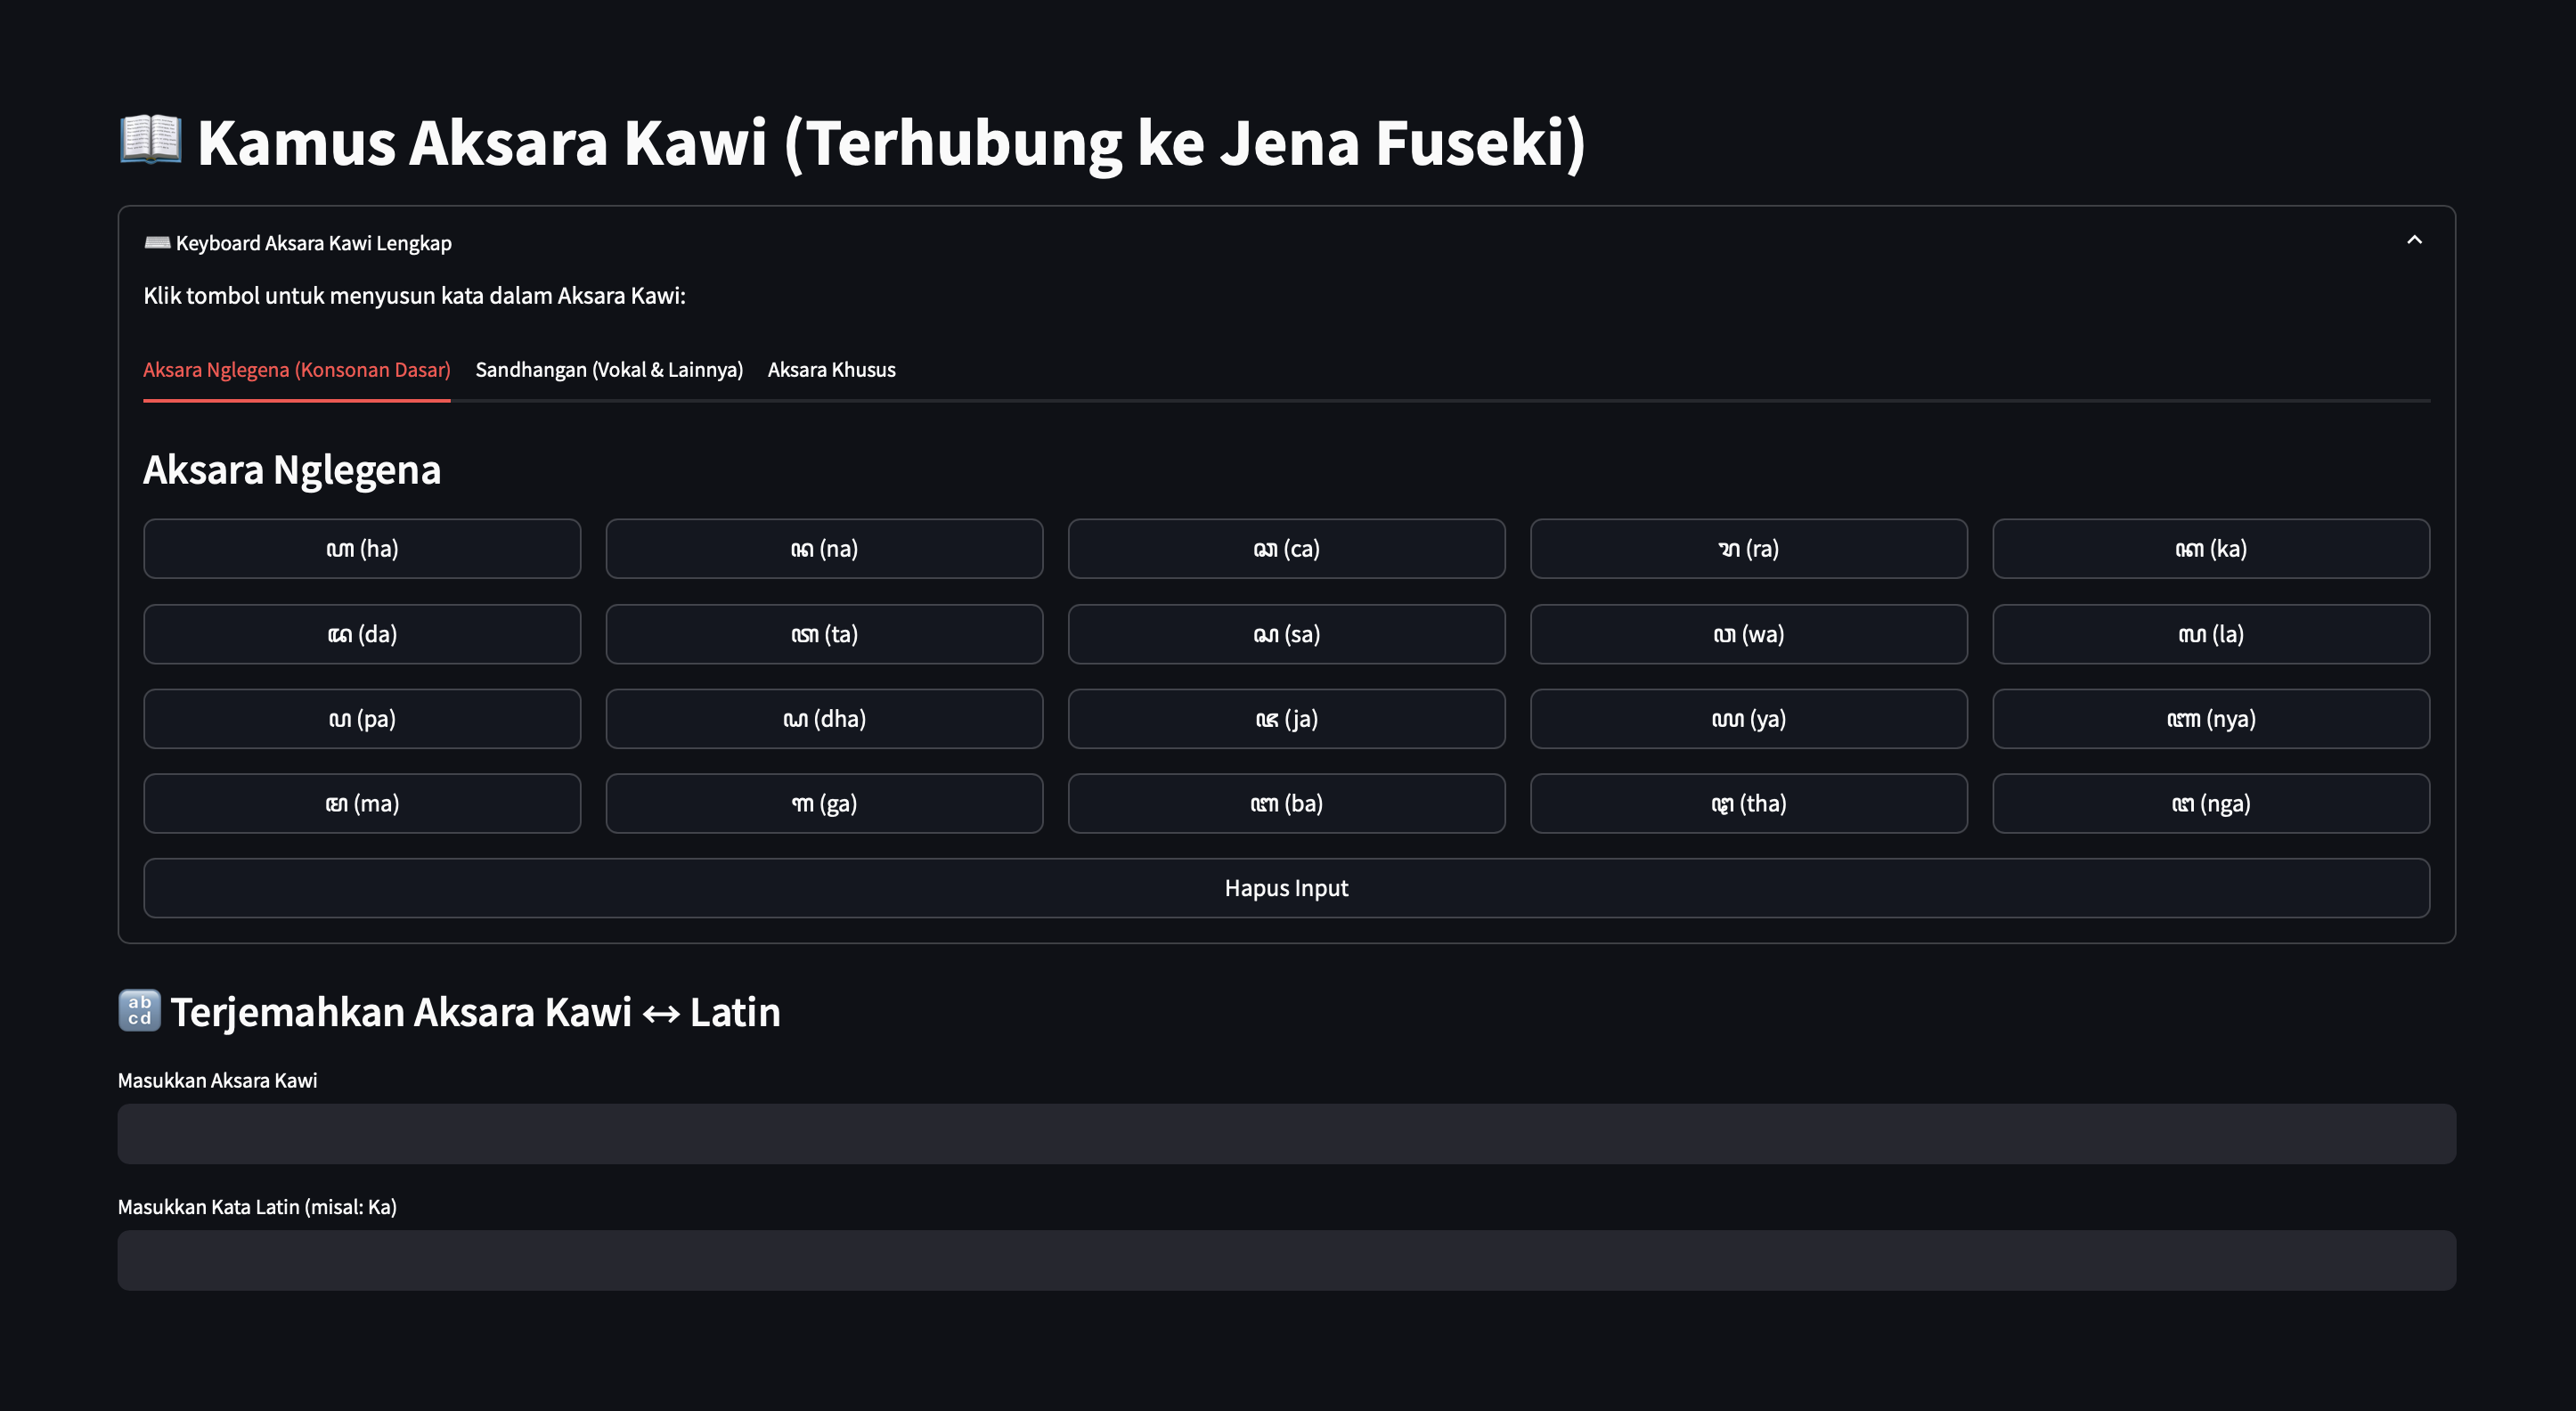 📖 Kamus Aksara Kawi (Terhubung ke Jena Fuseki)
⌨️ Keyboard Aksara Kawi Lengkap
Klik tombol untuk menyusun kata dalam Aksara Kawi:
Aksara Nglegena (Konsonan Dasar) Sandhangan (Vokal & Lainnya) Aksara Khusus
Aksara Nglegena
ꦲ (ha) ꦤ (na) ꦕ (ca) ꦫ (ra) ꦏ (ka)
ꦢ (da) ꦠ (ta) ꦱ (sa) ꦮ (wa) ꦭ (la)
ꦥ (pa) ꦝ (dha) ꦗ (ja) ꦪ (ya) ꦚ (nya)
ꦩ (ma) ꦒ (ga) ꦧ (ba) ꦛ (tha) ꦔ (nga)
Hapus Input
🔡 Terjemahkan Aksara Kawi ↔ Latin
Masukkan Aksara Kawi
Masukkan Kata Latin (misal: Ka)